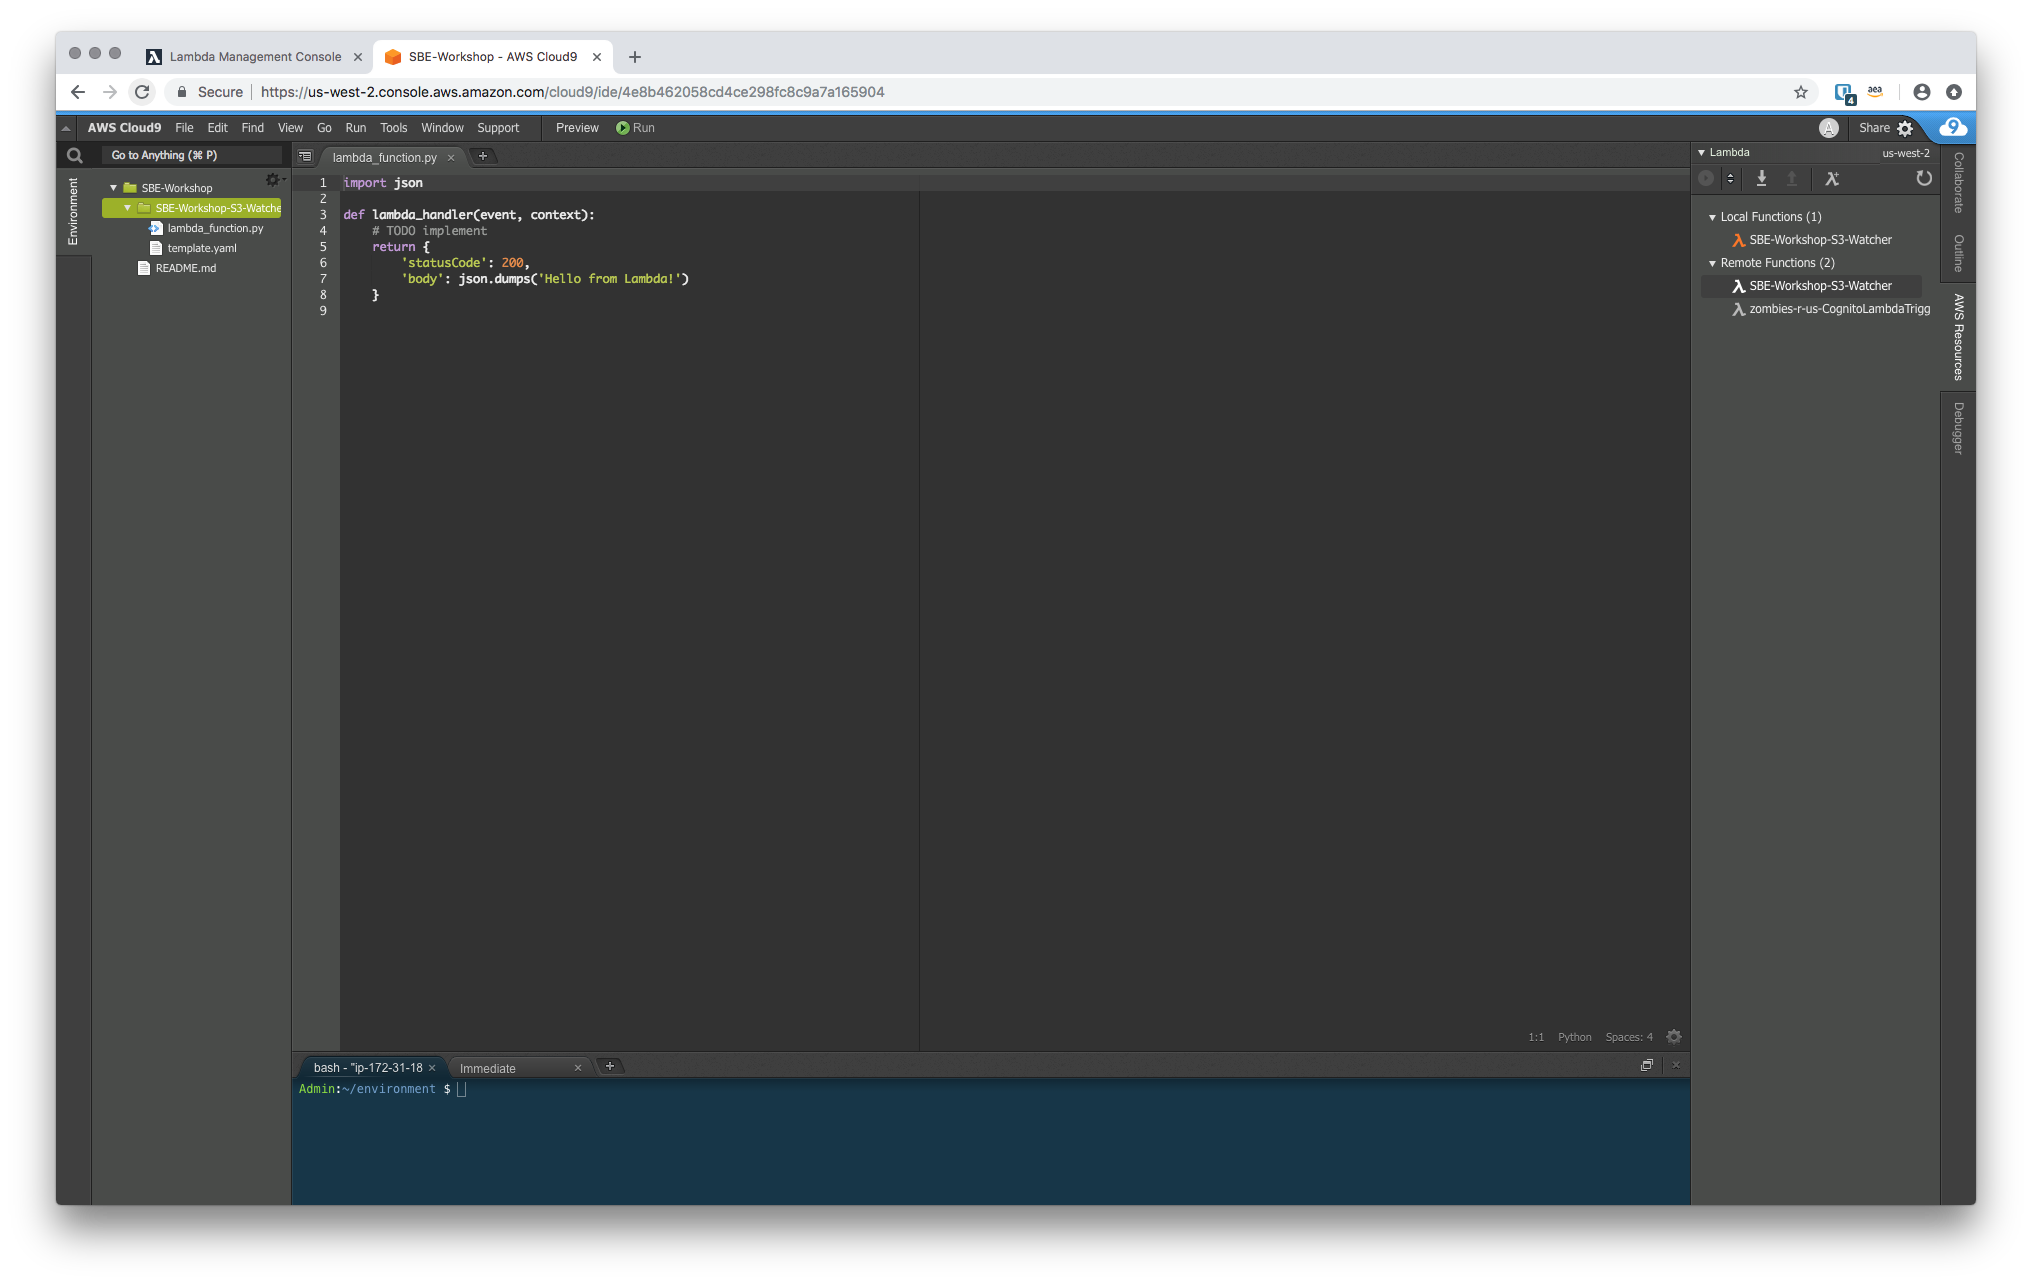 Lambda Management Console
SBE-Workshop - AWS Cloud9
Secure
https://us-west-2.console.aws.amazon.com/cloud9/ide/4e8b462058cd4ce298fc8c9a7a165904
4
aea
AWS Cloud9 File Edit Find View Go Run Tools Window Support Preview Run
A Share 9
Go to Anything (⌘ P)
Environment
SBE-Workshop
SBE-Workshop-S3-Watche
lambda_function.py
template.yaml
README.md
lambda_function.py
1 import json
2
3 def lambda_handler(event, context):
4     # TODO implement
5     return {
6         'statusCode': 200,
7         'body': json.dumps('Hello from Lambda!')
8     }
9
1:1 Python Spaces: 4
bash - "ip-172-31-18
Immediate
Admin:~/environment $
Lambda us-west-2
Local Functions (1)
SBE-Workshop-S3-Watcher
Remote Functions (2)
SBE-Workshop-S3-Watcher
zombies-r-us-CognitoLambdaTrigg
Collaborate
Outline
AWS Resources
Debugger